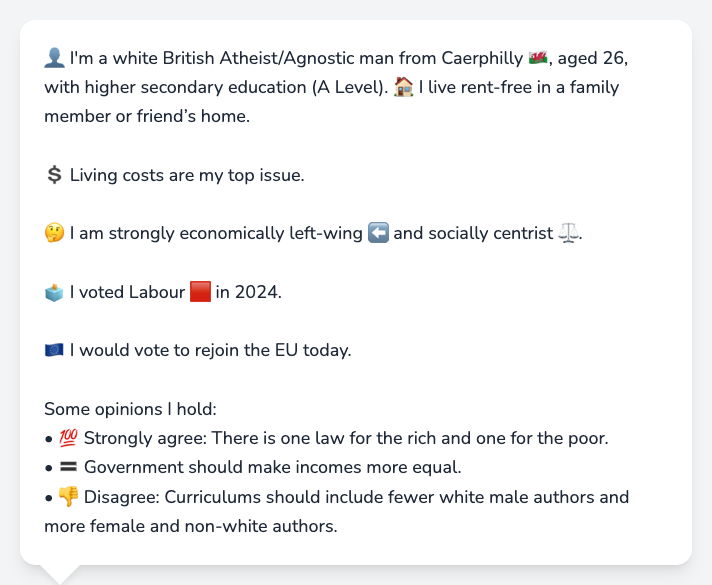 👤 I'm a white British Atheist/Agnostic man from Caerphilly 🏴󠁧󠁢󠁷󠁬󠁳󠁿, aged 26,
with higher secondary education (A Level). 🏠 I live rent-free in a family
member or friend’s home.
💲 Living costs are my top issue.
🤔 I am strongly economically left-wing ⬅️ and socially centrist ⚖️.
🗳️ I voted Labour 🟥 in 2024.
🇪🇺 I would vote to rejoin the EU today.
Some opinions I hold:
• 💯 Strongly agree: There is one law for the rich and one for the poor.
• 🟰 Government should make incomes more equal.
• 👎 Disagree: Curriculums should include fewer white male authors and
more female and non-white authors.